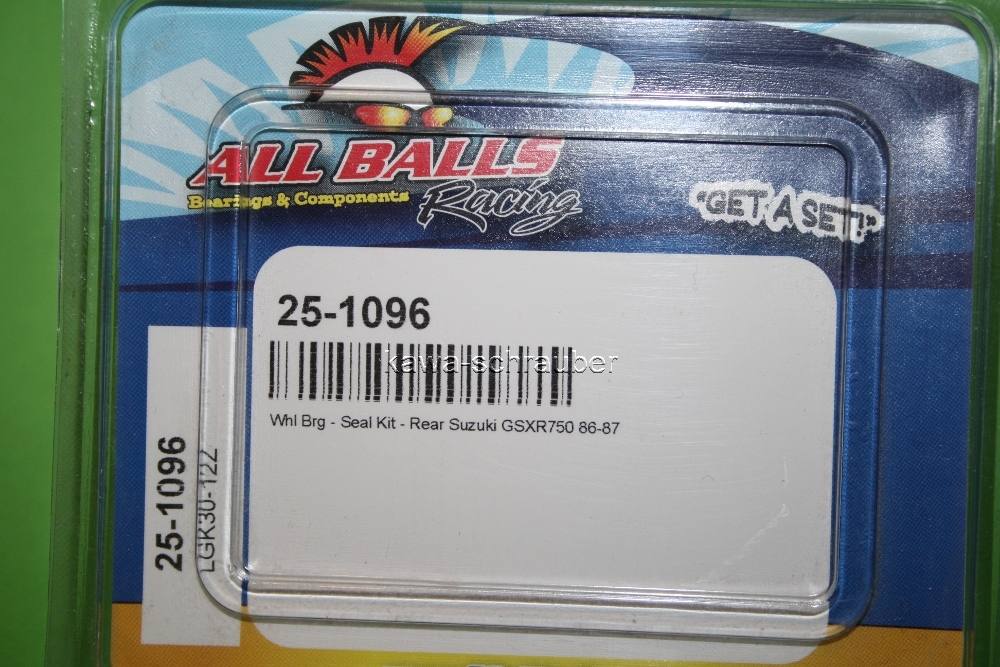 ALL BALLS
Racing
Bearings & Components
"GET A SET!"
25-1096
kawa-schrauber
Whl Brg - Seal Kit - Rear Suzuki GSXR750 86-87
25-1096
LGK30-12Z